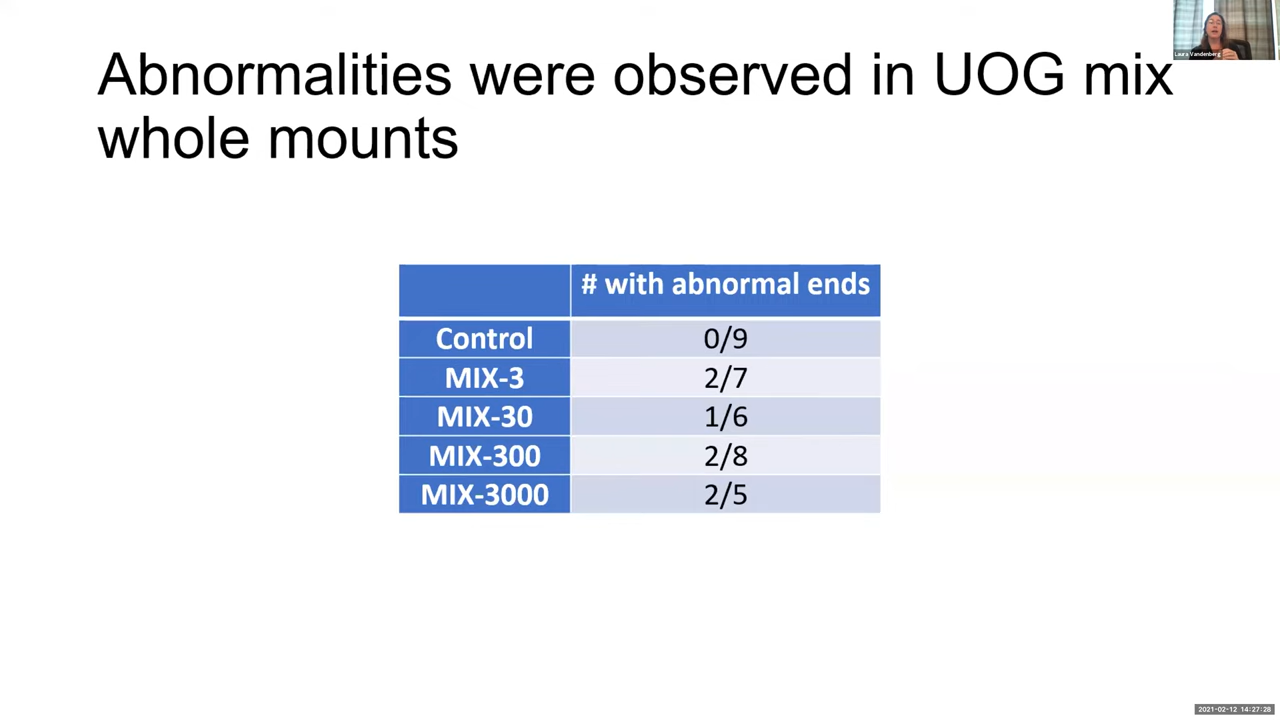 Laura Vandenberg
Abnormalities were observed in UOG mix
whole mounts
# with abnormal ends
Control 0/9
MIX-3 2/7
MIX-30 1/6
MIX-300 2/8
MIX-3000 2/5
2021-02-12 14:27:28